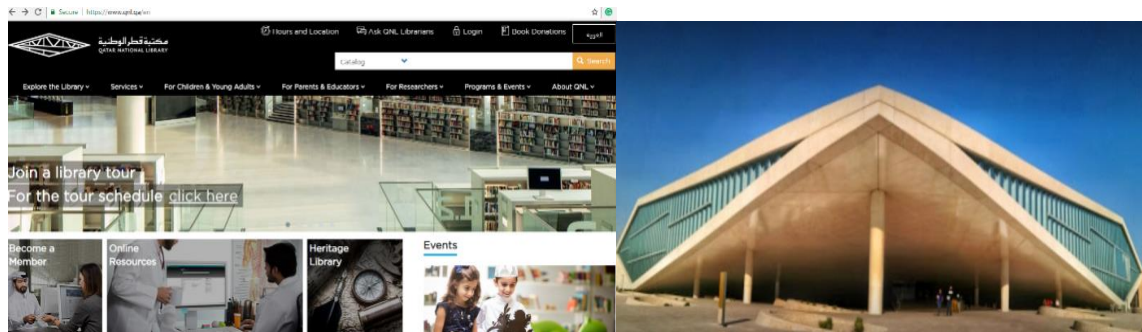 Secure | https://www.qnl.qa/en
Hours and Location Ask QNL Librarians Login Book Donations العربية
مكتبة قطر الوطنية
QATAR NATIONAL LIBRARY
Catalog Search
Explore the Library Services For Children & Young Adults For Parents & Educators For Researchers Programs & Events About QNL
Join a library tour
For the tour schedule click here
Become a
Member
Online
Resources
Heritage
Library
Events